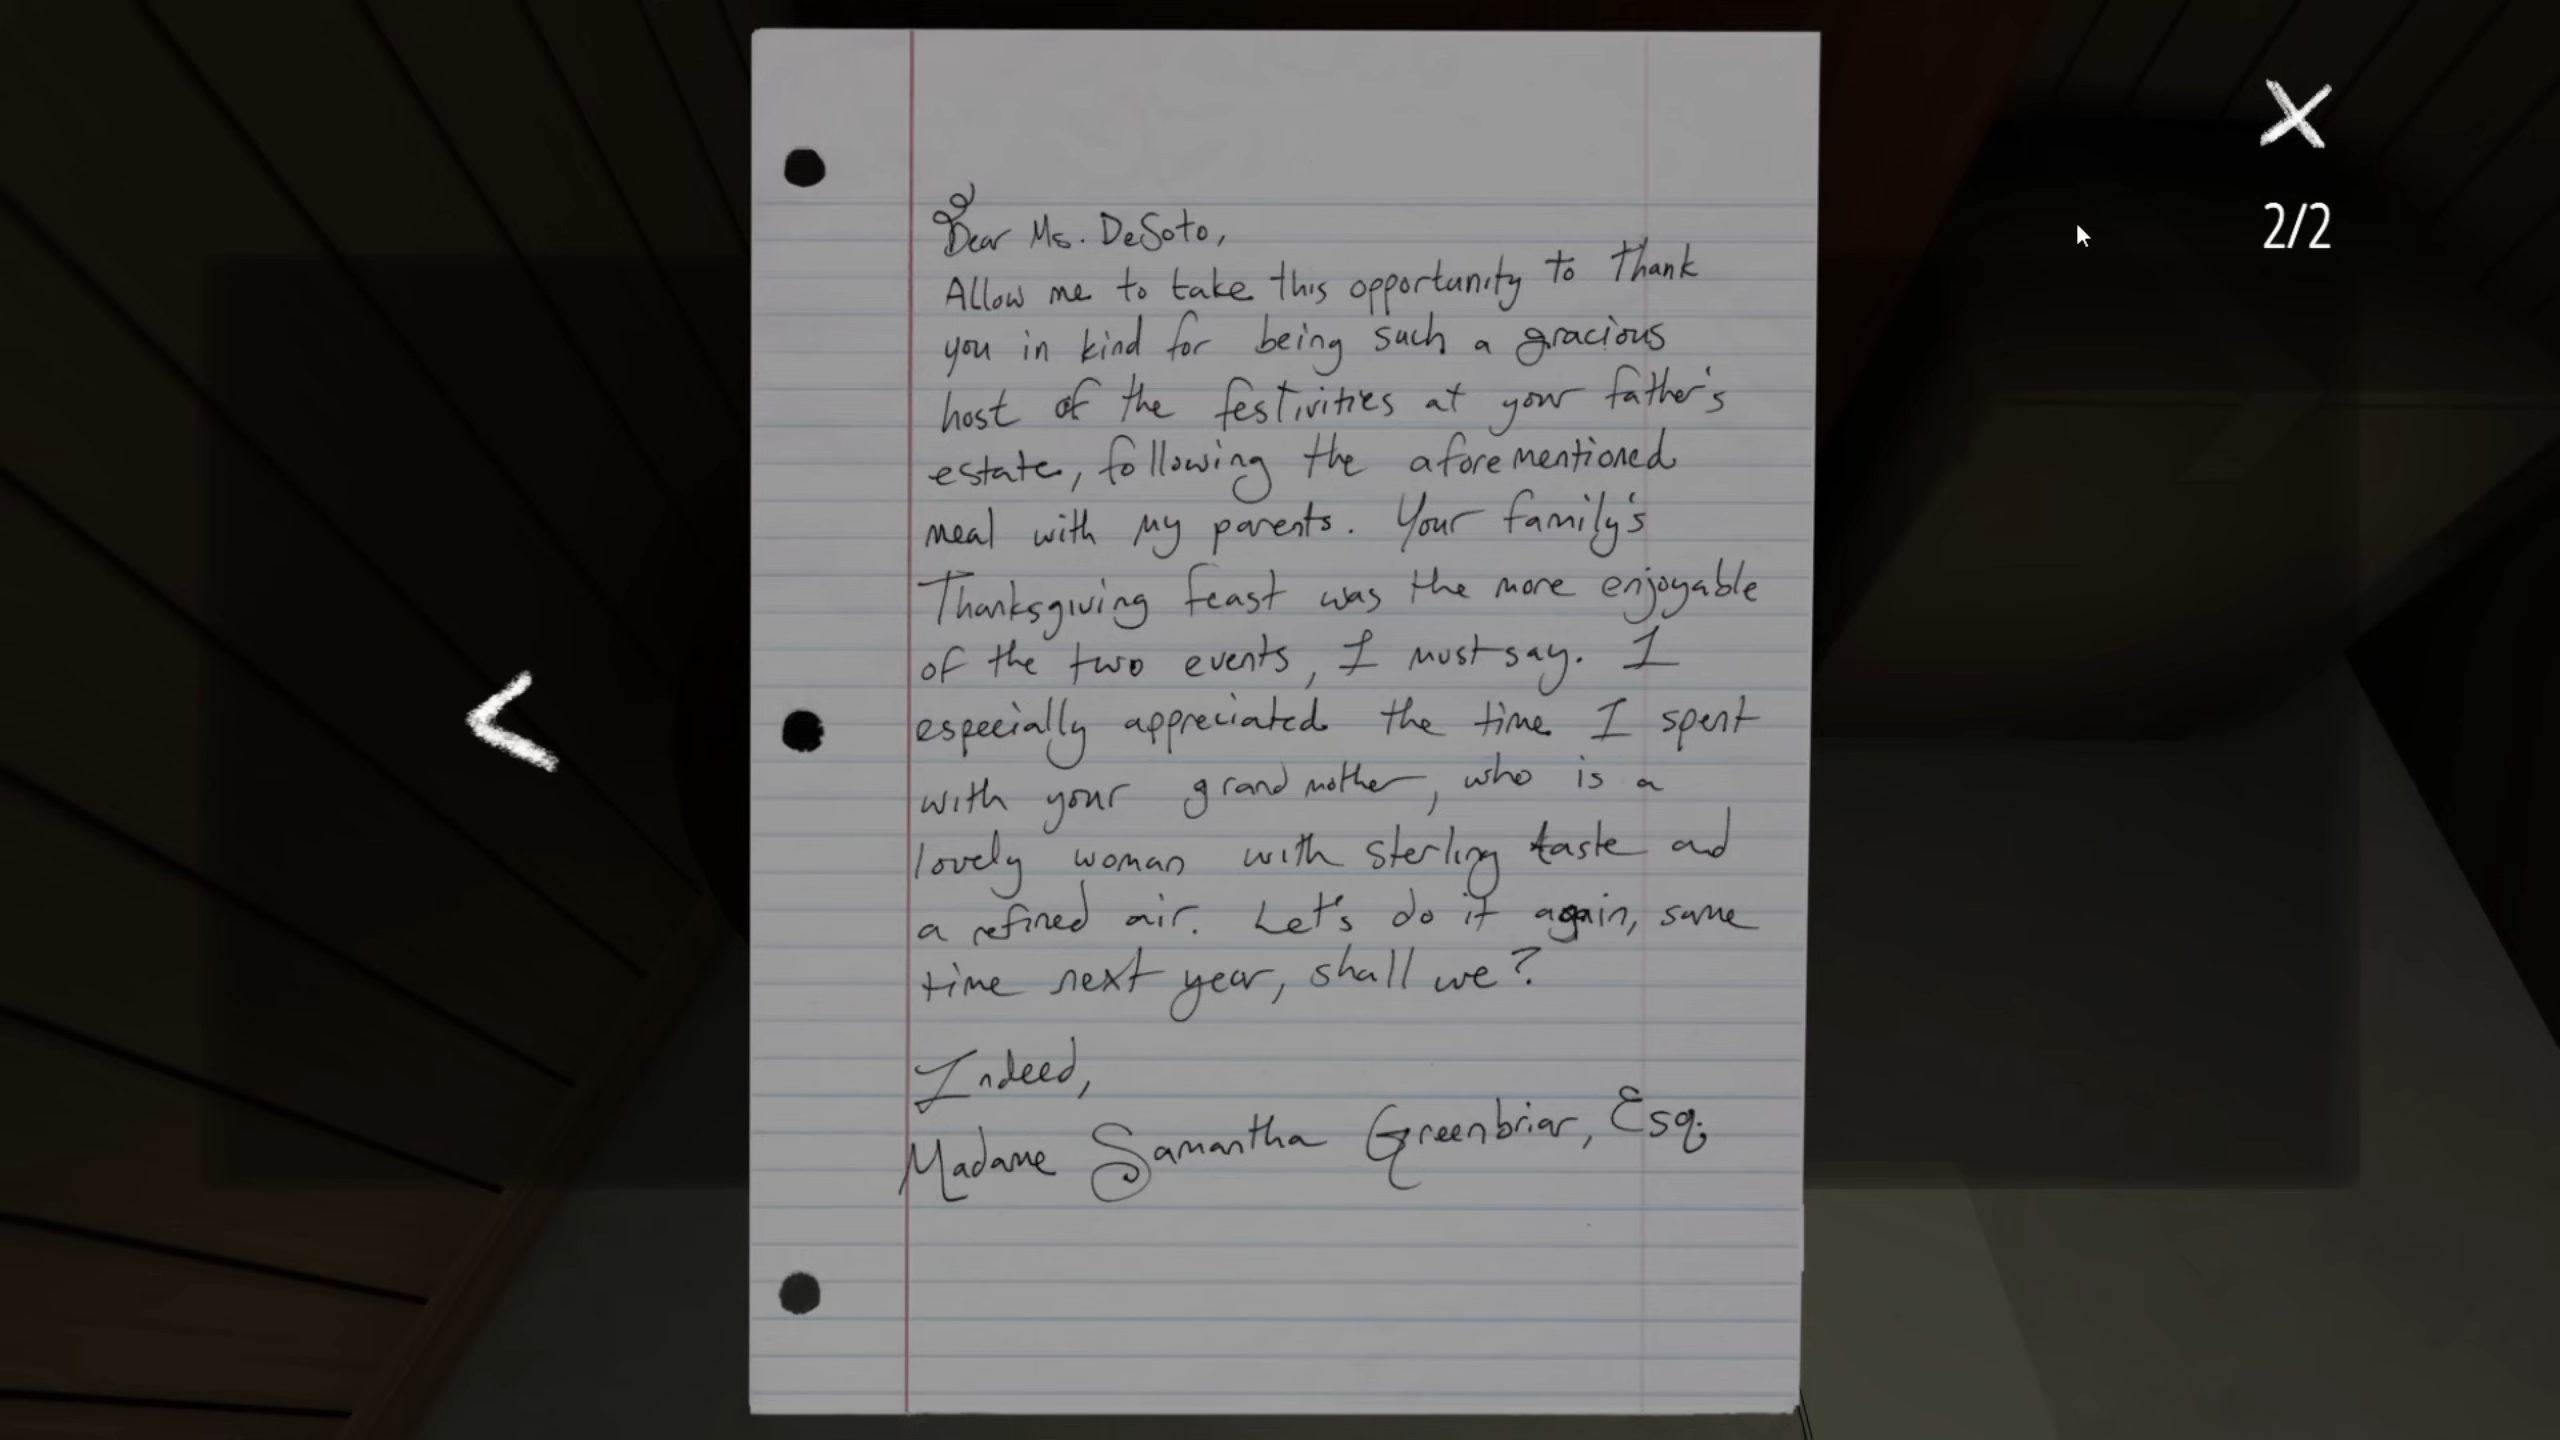 Dear Ms. DeSoto,
Allow me to take this opportunity to thank
you in kind for being such a gracious
host of the festivities at your father's
estate, following the aforementioned
meal with my parents. Your family's
Thanksgiving feast was the more enjoyable
of the two events, I must say. I
especially appreciated the time I spent
with your grandmother, who is a
lovely woman with sterling taste and
a refined air. Let's do it again, same
time next year, shall we?
Indeed,
Madame Samantha Greenbriar, Esq.
2/2